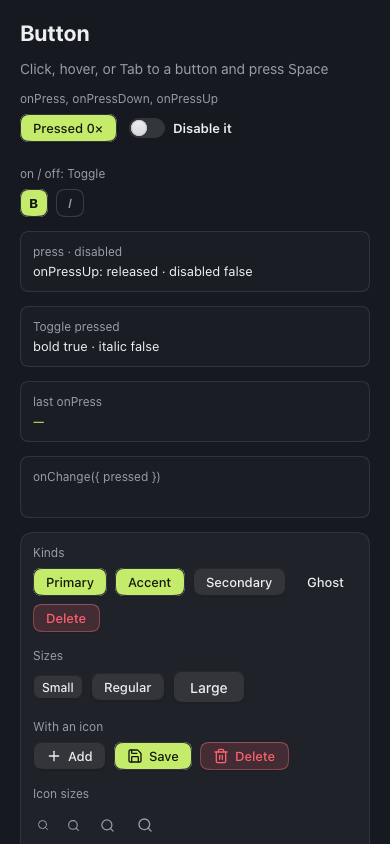 Button
Click, hover, or Tab to a button and press Space
onPress, onPressDown, onPressUp
Pressed 0× Disable it
on / off: Toggle
B I
press · disabled
onPressUp: released · disabled false
Toggle pressed
bold true · italic false
last onPress
—
onChange({ pressed })
Kinds
Primary Accent Secondary Ghost
Delete
Sizes
Small Regular Large
With an icon
Add Save Delete
Icon sizes